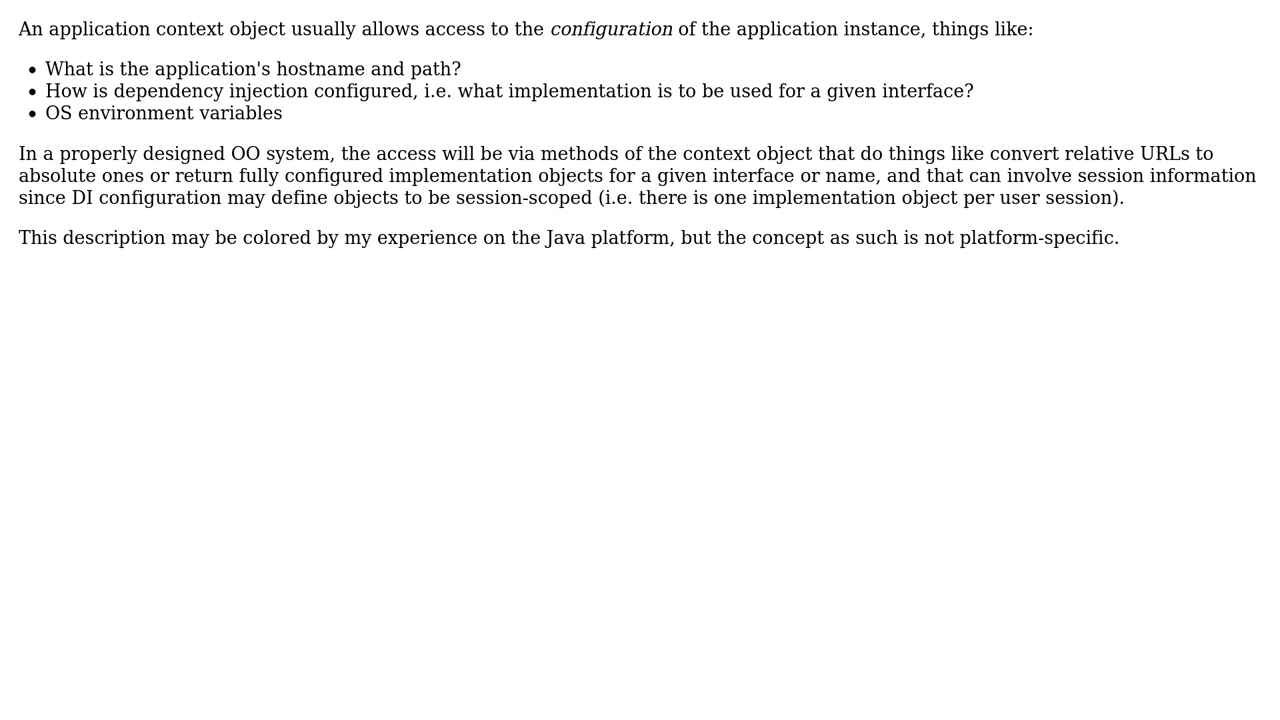 An application context object usually allows access to the configuration of the application instance, things like:
• What is the application's hostname and path?
• How is dependency injection configured, i.e. what implementation is to be used for a given interface?
• OS environment variables
In a properly designed OO system, the access will be via methods of the context object that do things like convert relative URLs to
absolute ones or return fully configured implementation objects for a given interface or name, and that can involve session information
since DI configuration may define objects to be session-scoped (i.e. there is one implementation object per user session).
This description may be colored by my experience on the Java platform, but the concept as such is not platform-specific.